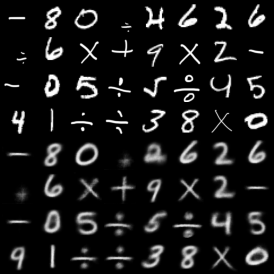 − 8 0 ÷ 4 6 2 6
÷ 6 × + 9 × 2 −
− 0 5 ÷ 5 ÷ 4 5
4 1 ÷ ÷ 3 8 × 0
− 8 0 + 2 6 2 6
+ 6 × + 9 × 2 −
− 0 5 ÷ 5 ÷ 4 5
9 1 ÷ ÷ 3 8 × 0